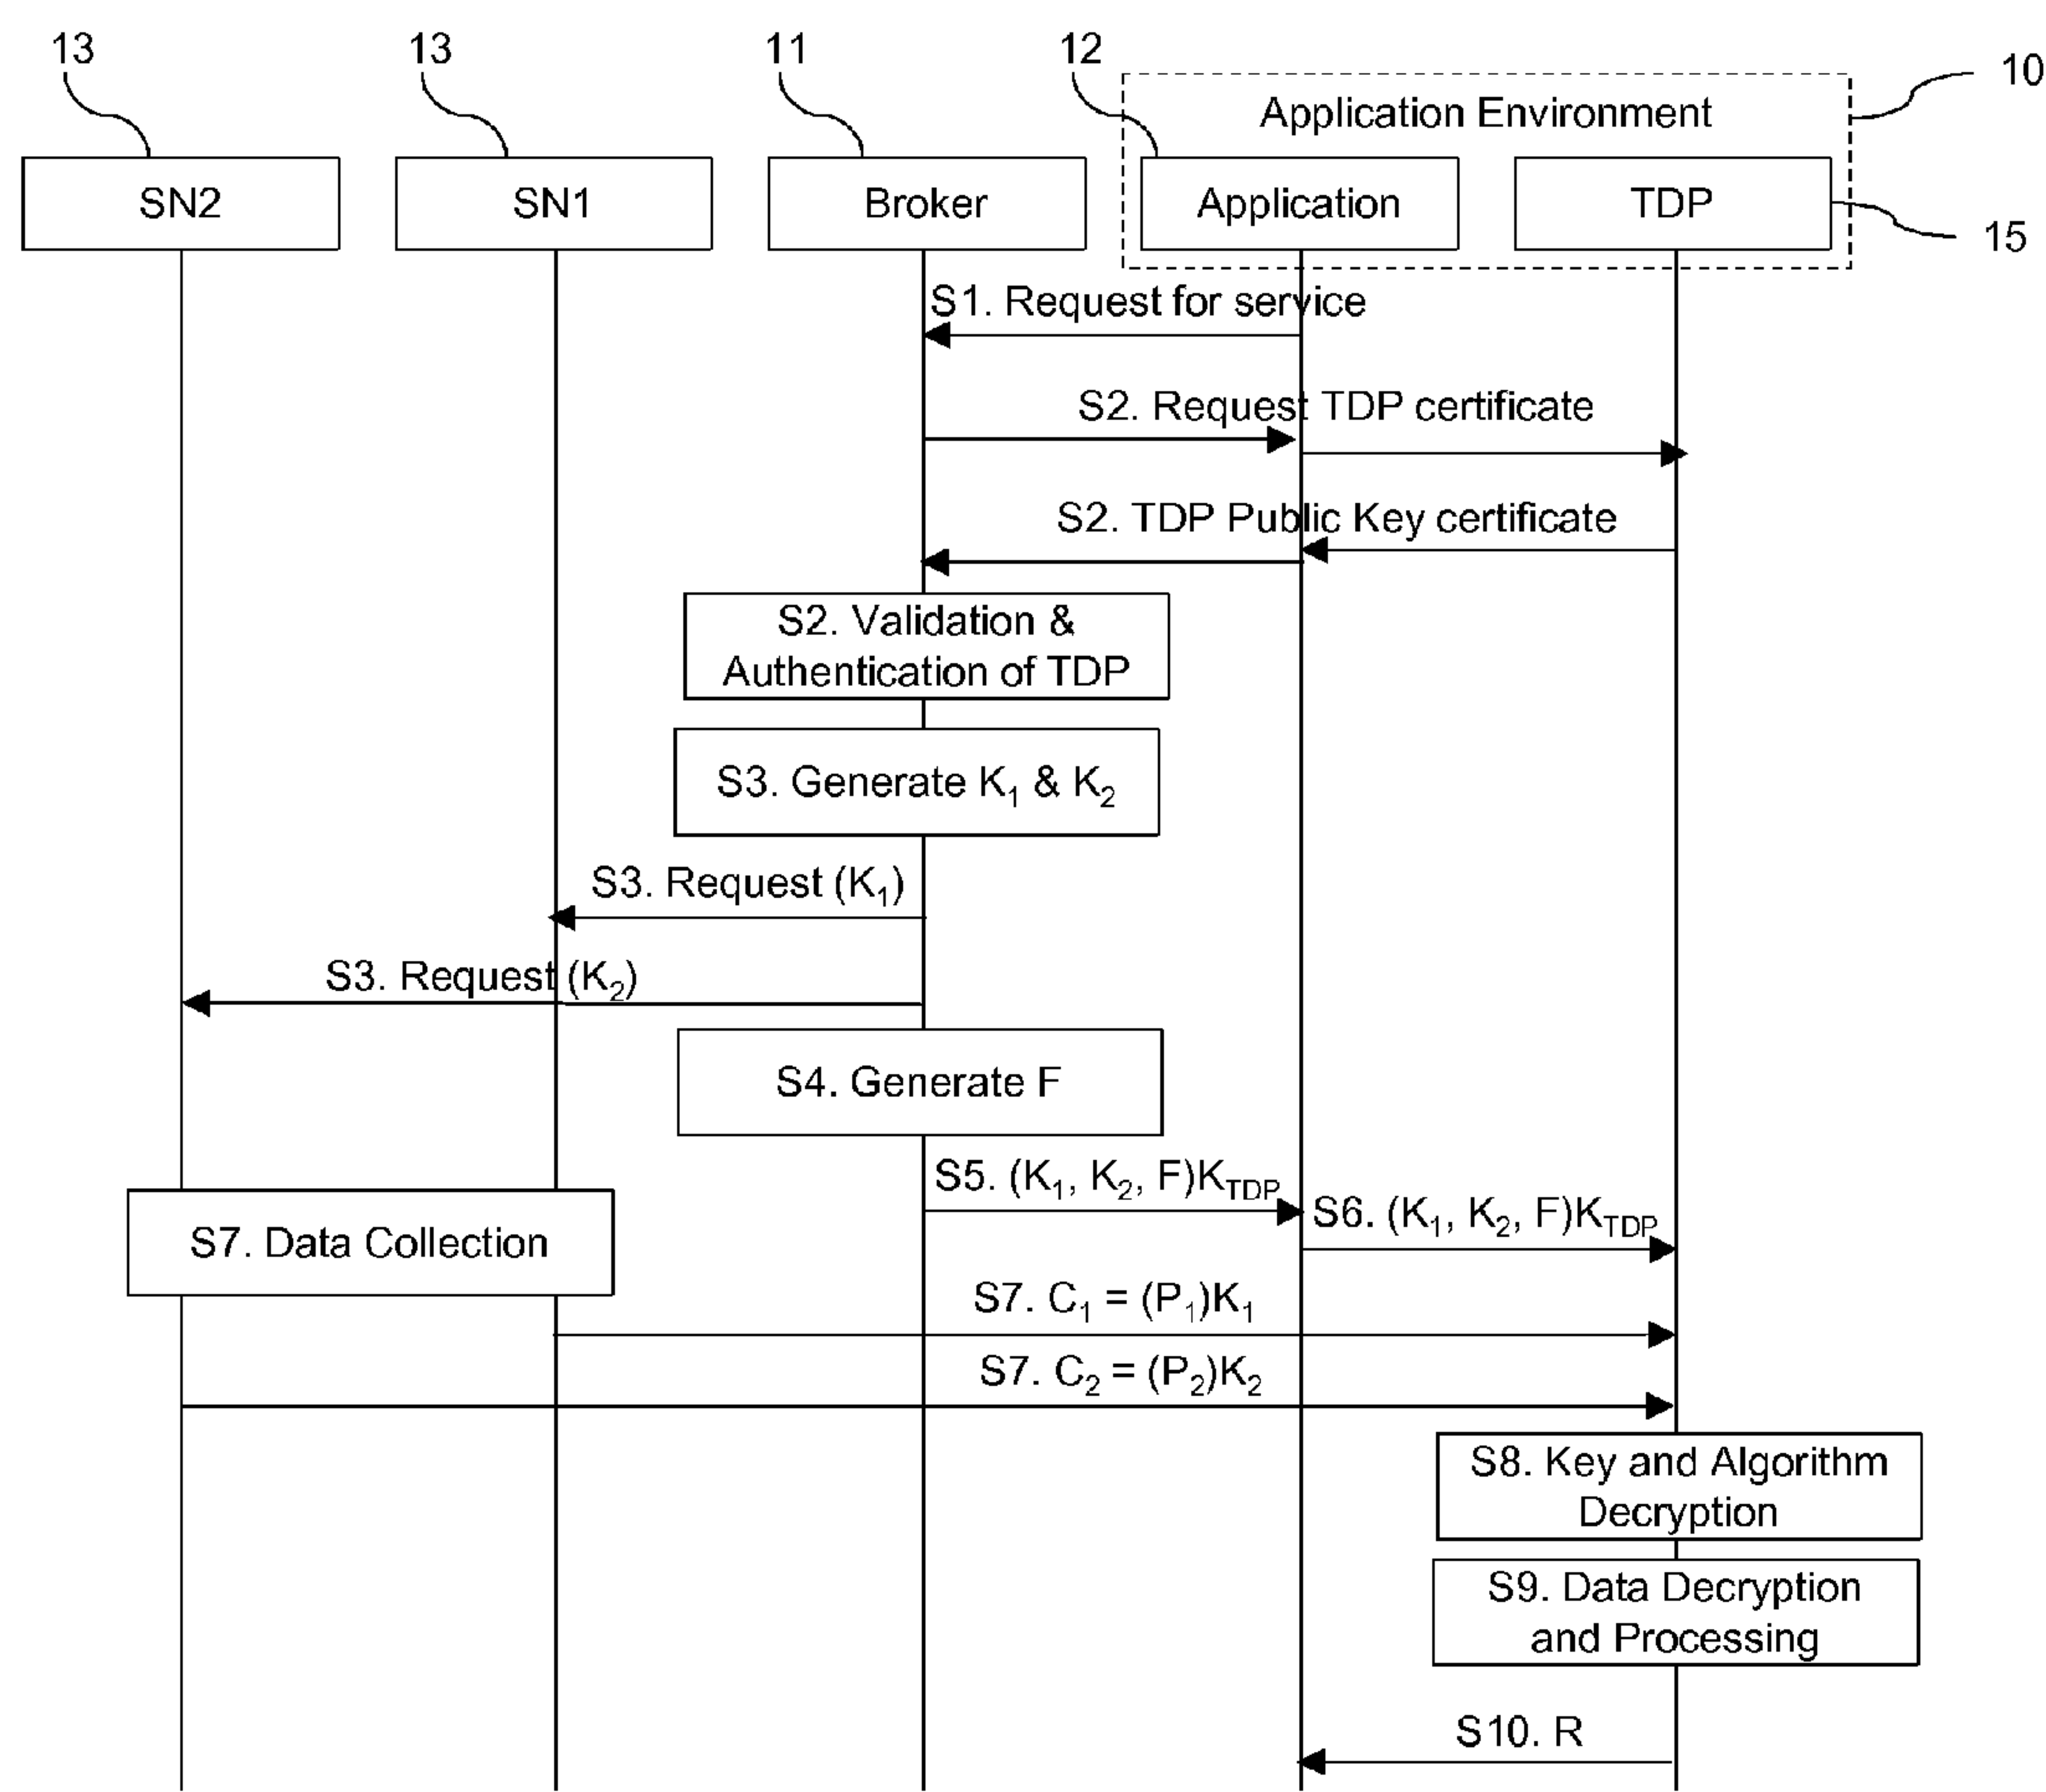 13
13
11
12
10
Application Environment
SN2
SN1
Broker
Application
TDP
15
S1. Request for service
S2. Request TDP certificate
S2. TDP Public Key certificate
S2. Validation &
Authentication of TDP
S3. Generate K₁ & K₂
S3. Request (K₁)
S3. Request (K₂)
S4. Generate F
S5. (K₁, K₂, F)K_TDP
S6. (K₁, K₂, F)K_TDP
S7. Data Collection
S7. C₁ = (P₁)K₁
S7. C₂ = (P₂)K₂
S8. Key and Algorithm
Decryption
S9. Data Decryption
and Processing
S10. R